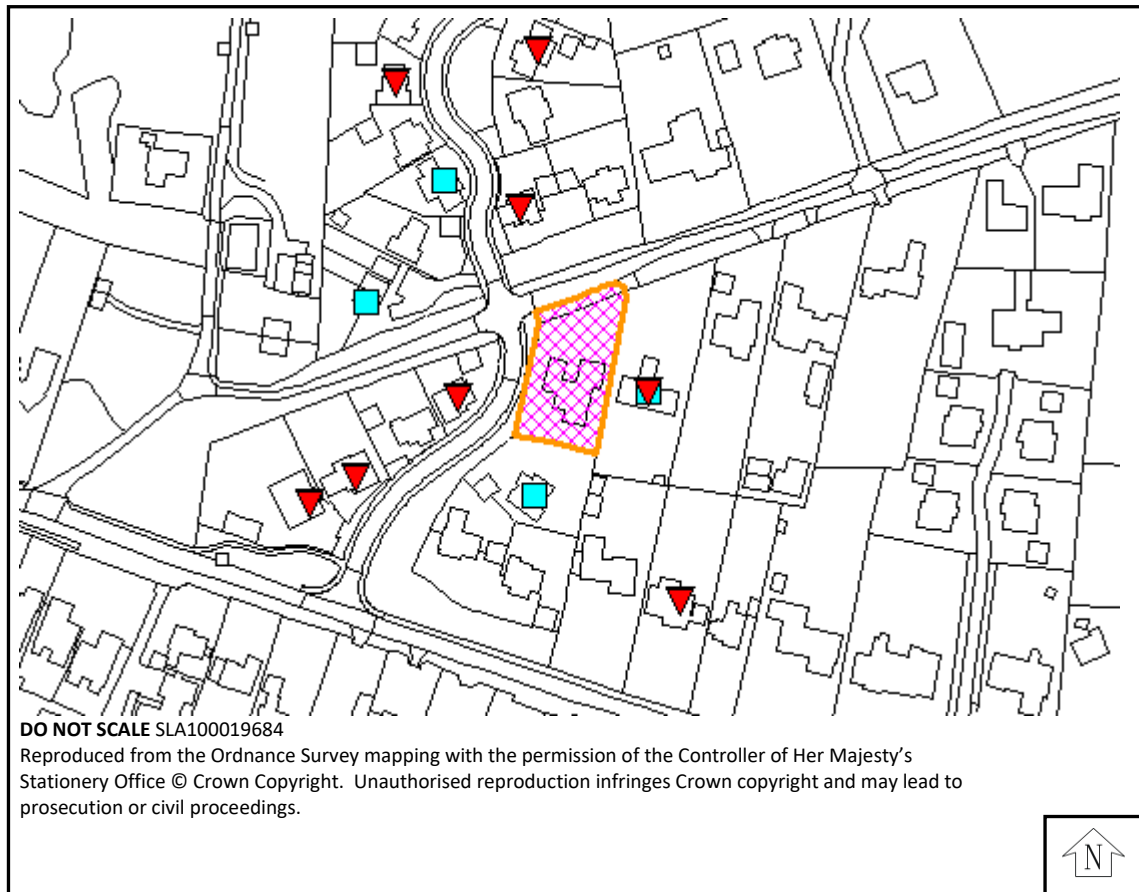 DO NOT SCALE SLA100019684
Reproduced from the Ordnance Survey mapping with the permission of the Controller of Her Majesty’s
Stationery Office © Crown Copyright. Unauthorised reproduction infringes Crown copyright and may lead to
prosecution or civil proceedings.
N